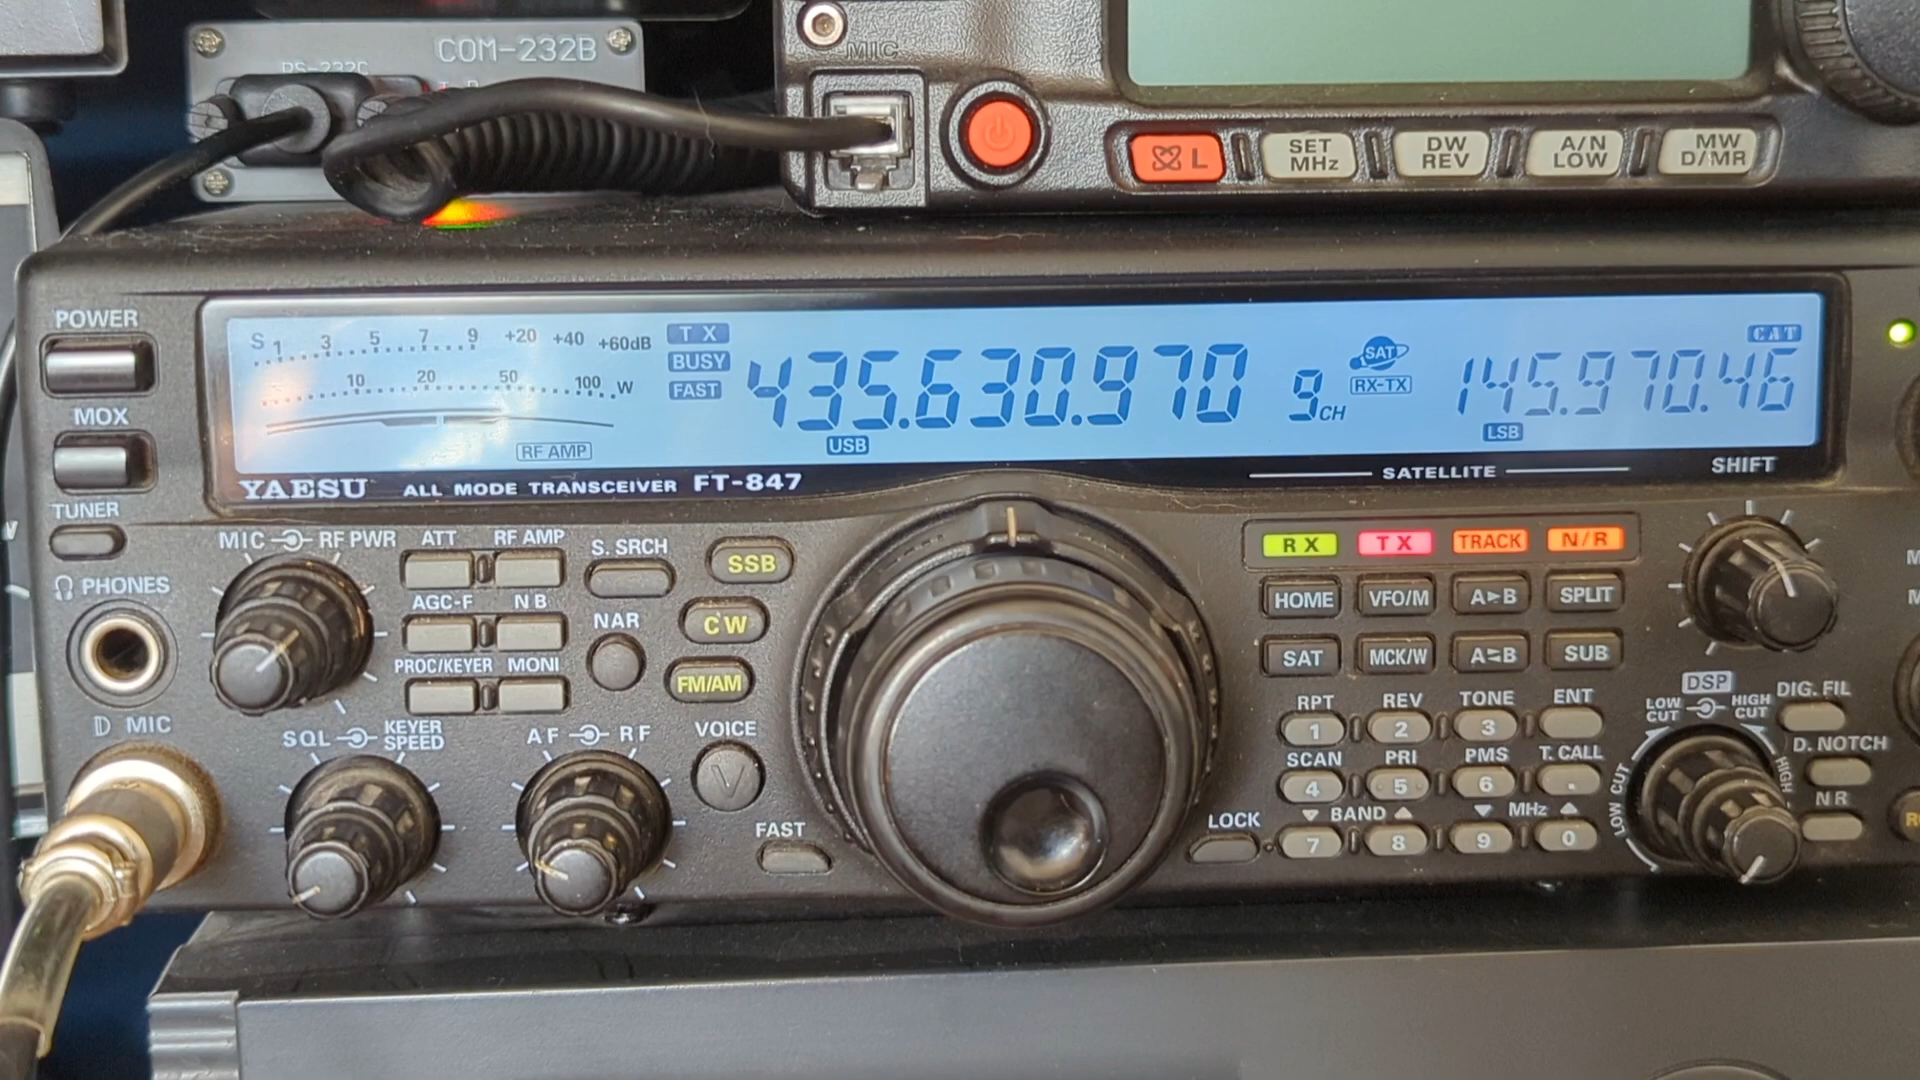 COM-232B
RS-232C
MIC
L
SET
MHz
DW
REV
A/N
LOW
MW
D/MR
POWER
MOX
TUNER
PHONES
MIC
S 1 3 5 7 9 +20 +40 +60dB
10 20 50 100 W
RF AMP
TX
BUSY
FAST
435.630.970
USB
9CH
SAT
RX-TX
145.970.46
CAT
LSB
YAESU ALL MODE TRANSCEIVER FT-847
SATELLITE
SHIFT
MIC RF PWR
ATT RF AMP
AGC-F NB
PROC/KEYER MONI
S. SRCH
NAR
SSB
CW
FM/AM
SQL KEYER
SPEED
AF RF
VOICE
V
FAST
LOCK
RX TX TRACK N/R
HOME VFO/M A▶B SPLIT
SAT MCK/W A⇄B SUB
RPT REV TONE ENT
1 2 3
SCAN PRI PMS T. CALL
4 5 6 .
▼ BAND ▲ ▼ MHz ▲
7 8 9 0
DSP
LOW
CUT
HIGH
CUT
LOW CUT
DIG. FIL
D. NOTCH
NR